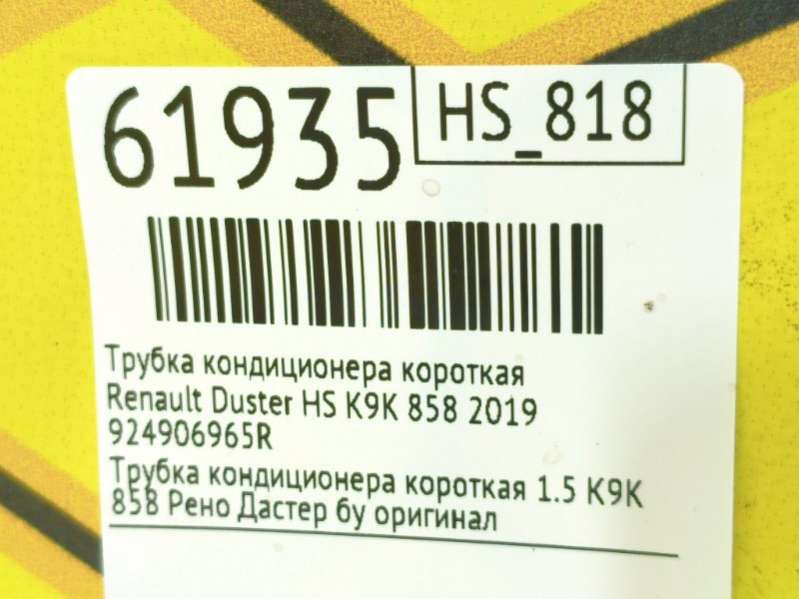 61935
HS_818
Трубка кондиционера короткая
Renault Duster HS K9K 858 2019
924906965R
Трубка кондиционера короткая 1.5 K9K
858 Рено Дастер бу оригинал